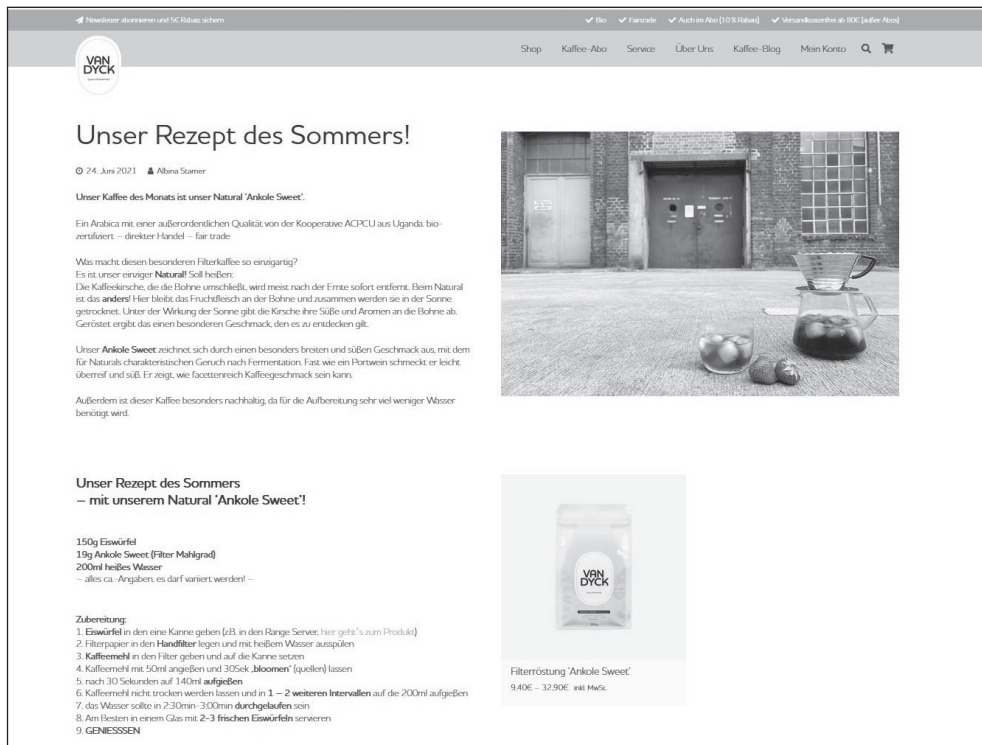 Newsletter abonnieren und 5€ Rabatt sichern
Bio Fairtrade Auch im Abo (10 % Rabatt) Versandkostenfrei ab 80€ (außer Abos)
VAN
DYCK
Shop Kaffee-Abo Service Über Uns Kaffee-Blog Mein Konto
Unser Rezept des Sommers!
24. Juni 2021 Albina Stamer
Unser Kaffee des Monats ist unser Natural 'Ankole Sweet'.
Ein Arabica mit einer außerordentlichen Qualität von der Kooperative ACPCU aus Uganda. bio-
zertifiziert – direkter Handel – fair trade
Was macht diesen besonderen Filterkaffee so einzigartig?
Es ist unser einziger Natural! Soll heißen:
Die Kaffeekirsche, die die Bohne umschließt, wird meist nach der Ernte sofort entfernt. Beim Natural
ist das anders! Hier bleibt das Fruchtfleisch an der Bohne und zusammen werden sie in der Sonne
getrocknet. Unter der Wirkung der Sonne gibt die Kirsche ihre Süße und Aromen an die Bohne ab.
Geröstet ergibt das einen besonderen Geschmack, den es zu entdecken gilt.
Unser Ankole Sweet zeichnet sich durch einen besonders breiten und süßen Geschmack aus, mit dem
für Naturals charakteristischen Geruch nach Fermentation. Fast wie ein Portwein schmeckt er leicht
überreif und süß. Er zeigt, wie facettenreich Kaffeegeschmack sein kann.
Außerdem ist dieser Kaffee besonders nachhaltig, da für die Aufbereitung sehr viel weniger Wasser
benötigt wird.
Unser Rezept des Sommers
– mit unserem Natural 'Ankole Sweet'!
150g Eiswürfel
19g Ankole Sweet (Filter Mahlgrad)
200ml heißes Wasser
– alles ca.-Angaben, es darf variiert werden! –
Zubereitung:
1. Eiswürfel in den eine Kanne geben (z.B. in den Range Server, hier geht's zum Produkt)
2. Filterpapier in den Handfilter legen und mit heißem Wasser ausspülen
3. Kaffeemehl in den Filter geben und auf die Kanne setzen
4. Kaffeemehl mit 50ml angießen und 30Sek „bloomen" (quellen) lassen
5. nach 30 Sekunden auf 140ml aufgießen
6. Kaffeemehl nicht trocken werden lassen und in 1 – 2 weiteren Intervallen auf die 200ml aufgießen
7. das Wasser sollte in 2:30min-3:00min durchgelaufen sein
8. Am Besten in einem Glas mit 2-3 frischen Eiswürfeln servieren
9. GENIESSSEN
VAN
DYCK
Filterröstung 'Ankole Sweet'
9.40€ – 32.90€ inkl. MwSt.